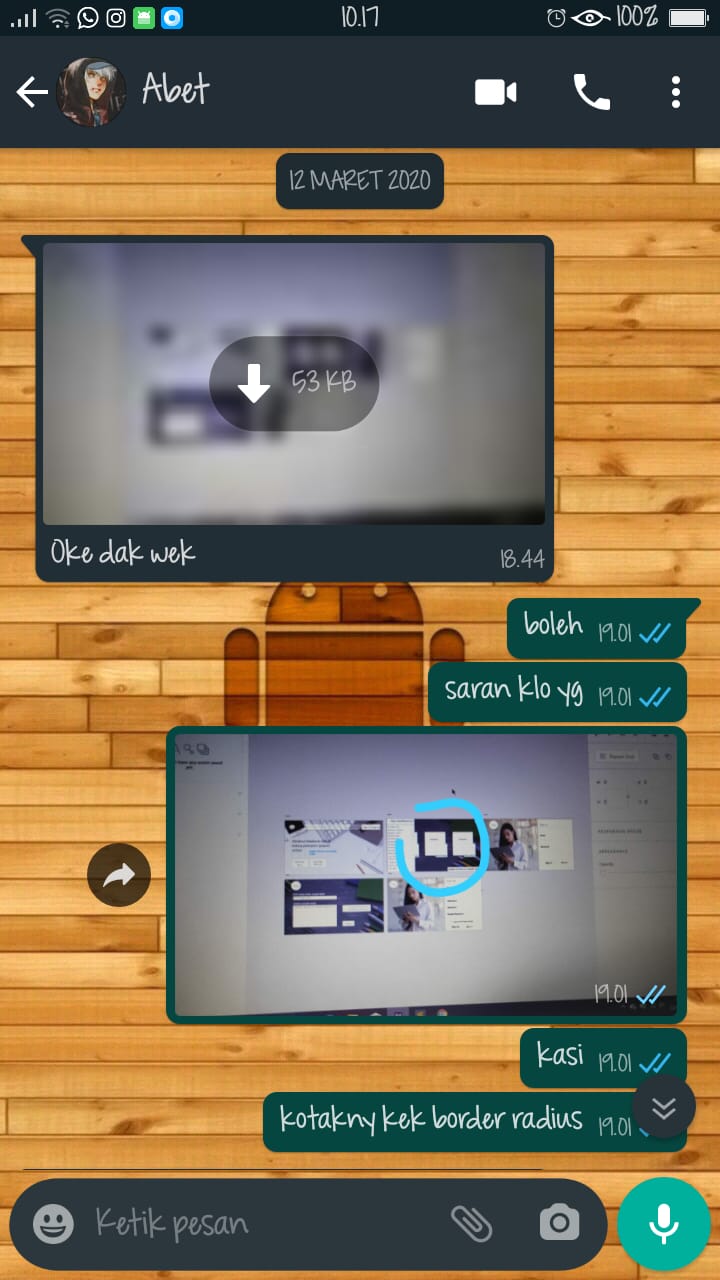 10.17
100%
Abet
12 MARET 2020
53 KB
Oke dak wek
18.44
boleh 19.01
saran klo yg 19.01
19.01
kasi 19.01
kotakny kek border radius 19.01
Ketik pesan